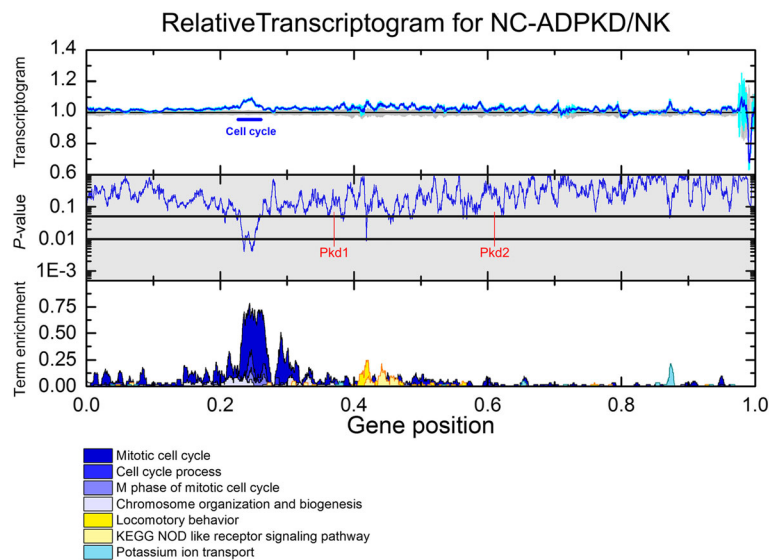 RelativeTranscriptogram for NC-ADPKD/NK
Transcriptogram
1.4
1.2
1.0
0.8
0.6
Cell cycle
P-value
0.1
0.01
1E-3
Pkd1
Pkd2
Term enrichment
0.75
0.50
0.25
0.00
0.0 0.2 0.4 0.6 0.8 1.0
Gene position
Mitotic cell cycle
Cell cycle process
M phase of mitotic cell cycle
Chromosome organization and biogenesis
Locomotory behavior
KEGG NOD like receptor signaling pathway
Potassium ion transport